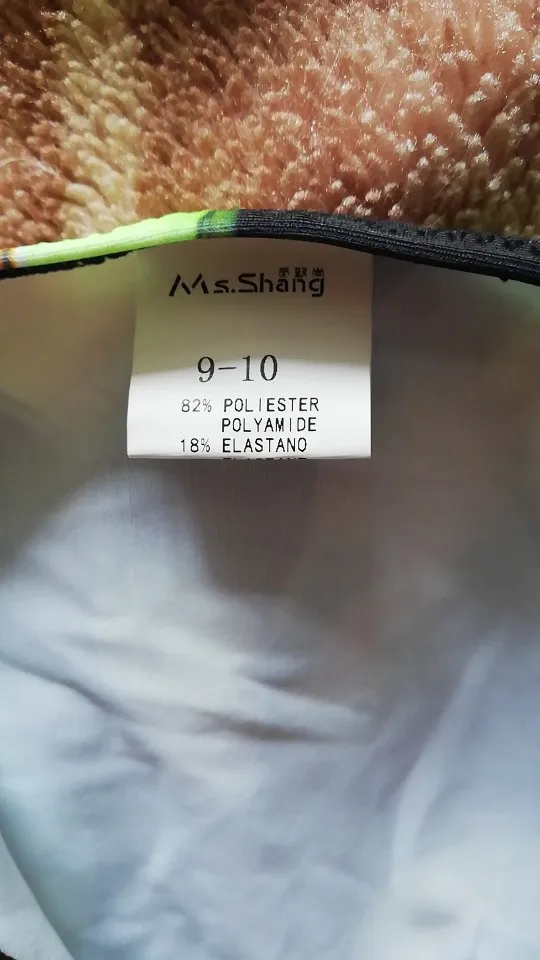 Ms.Shang
9-10
82% POLIESTER
POLYAMIDE
18% ELASTANO